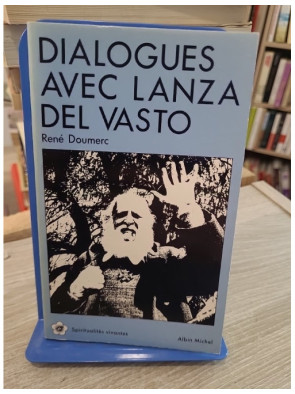 DIALOGUES
AVEC LANZA
DEL VASTO
René Doumerc
Spiritualités vivantes
Albin Michel